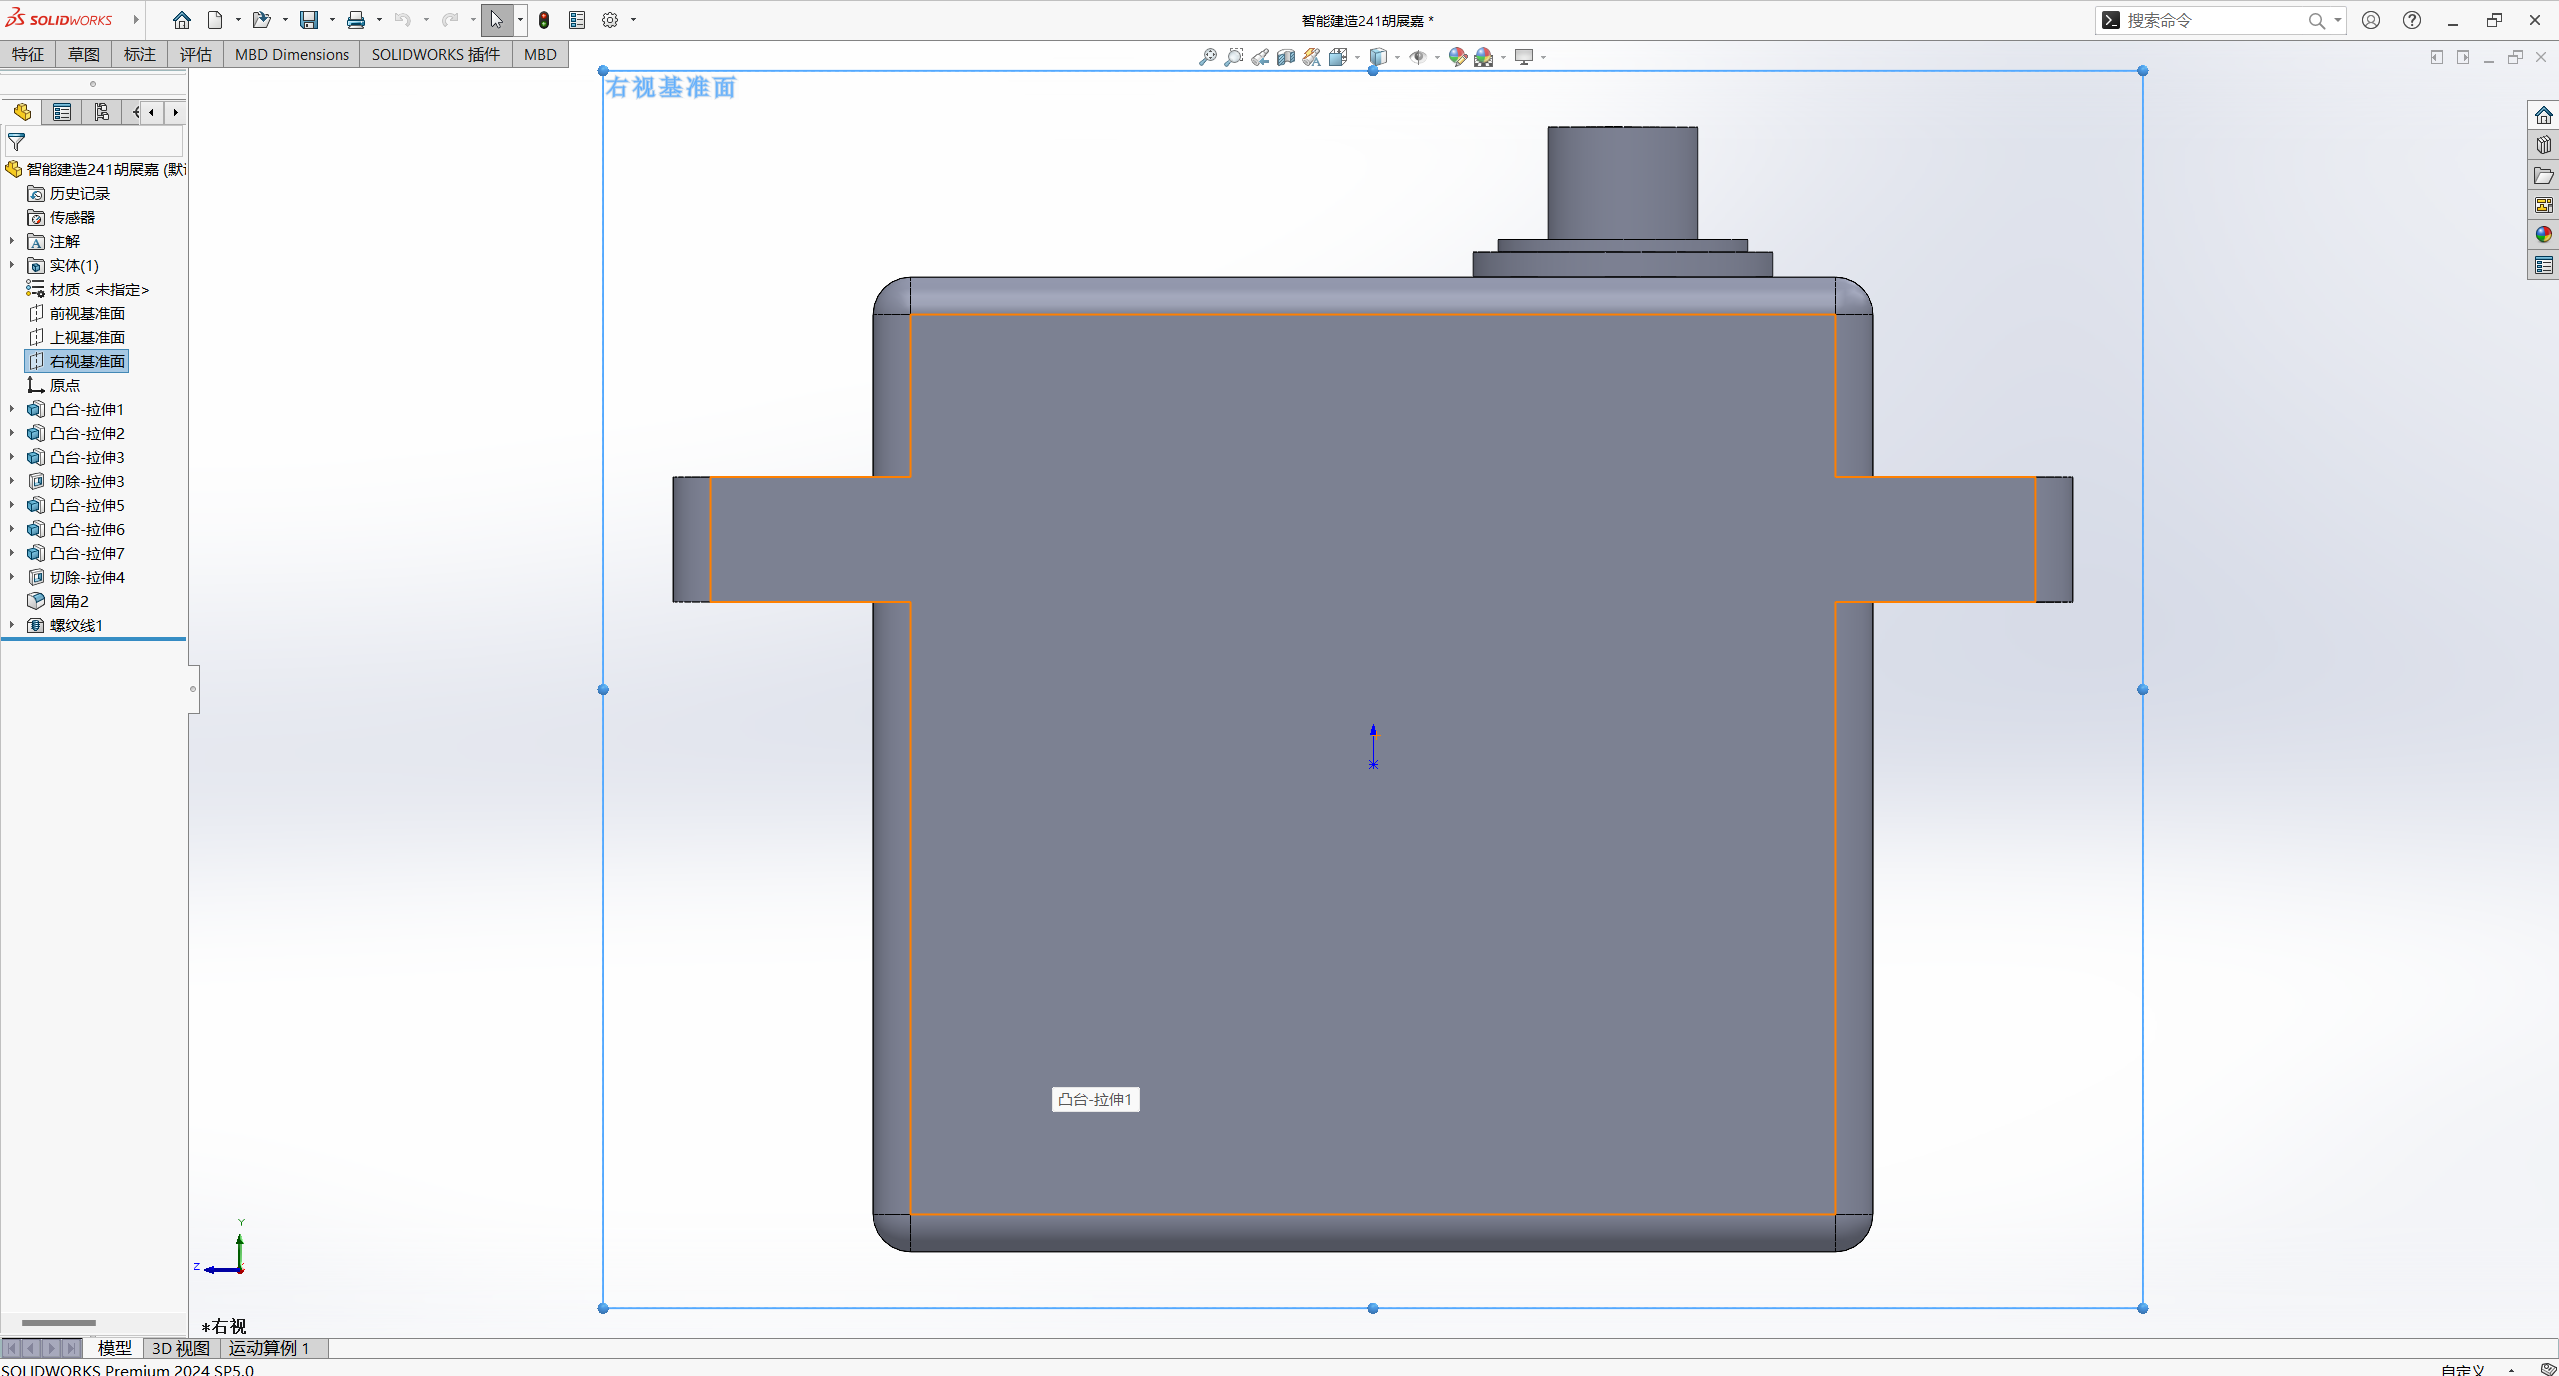 SOLIDWORKS
智能建造241胡展嘉 *
搜索命令
特征
草图
标注
评估
MBD Dimensions
SOLIDWORKS 插件
MBD
右视基准面
智能建造241胡展嘉 (默
历史记录
传感器
注解
实体(1)
材质 <未指定>
前视基准面
上视基准面
右视基准面
原点
凸台-拉伸1
凸台-拉伸2
凸台-拉伸3
切除-拉伸3
凸台-拉伸5
凸台-拉伸6
凸台-拉伸7
切除-拉伸4
圆角2
螺纹线1
凸台-拉伸1
Y
Z
*右视
模型
3D 视图
运动算例 1
SOLIDWORKS Premium 2024 SP5.0
自定义